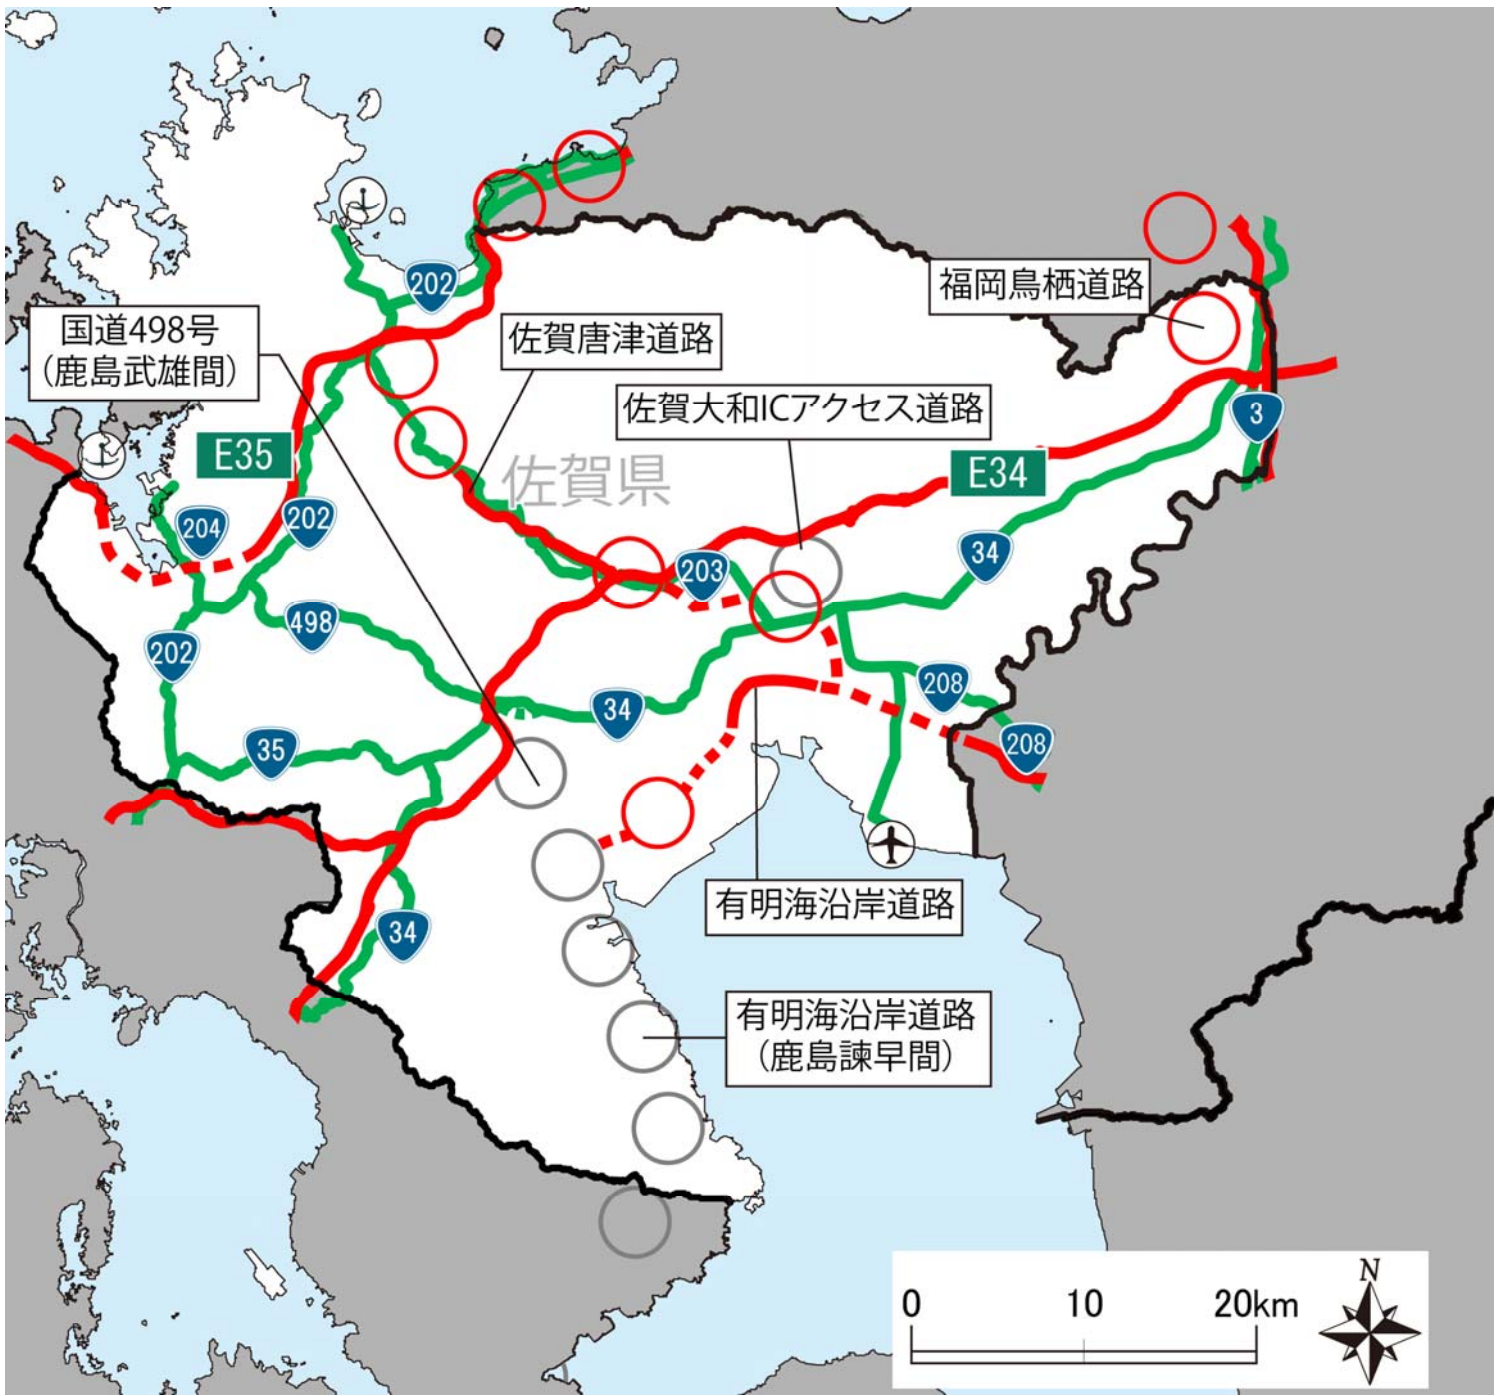 福岡鳥栖道路
202
国道498号
（鹿島武雄間）
佐賀唐津道路
佐賀大和ICアクセス道路
3
E35
佐賀県
E34
204
202
34
203
498
202
208
34
208
35
有明海沿岸道路
34
有明海沿岸道路
（鹿島諫早間）
N
0 10 20km